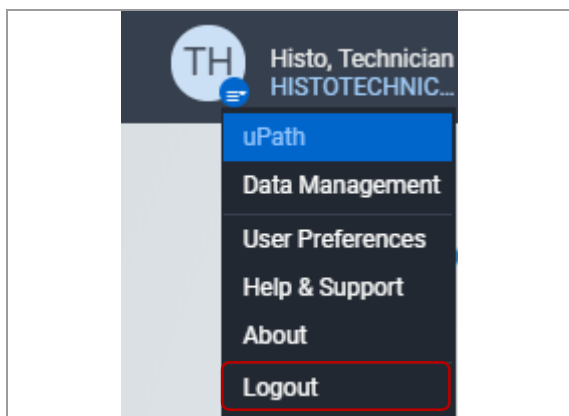 TH
Histo, Technician
HISTOTECHNIC...
uPath
Data Management
User Preferences
Help & Support
About
Logout